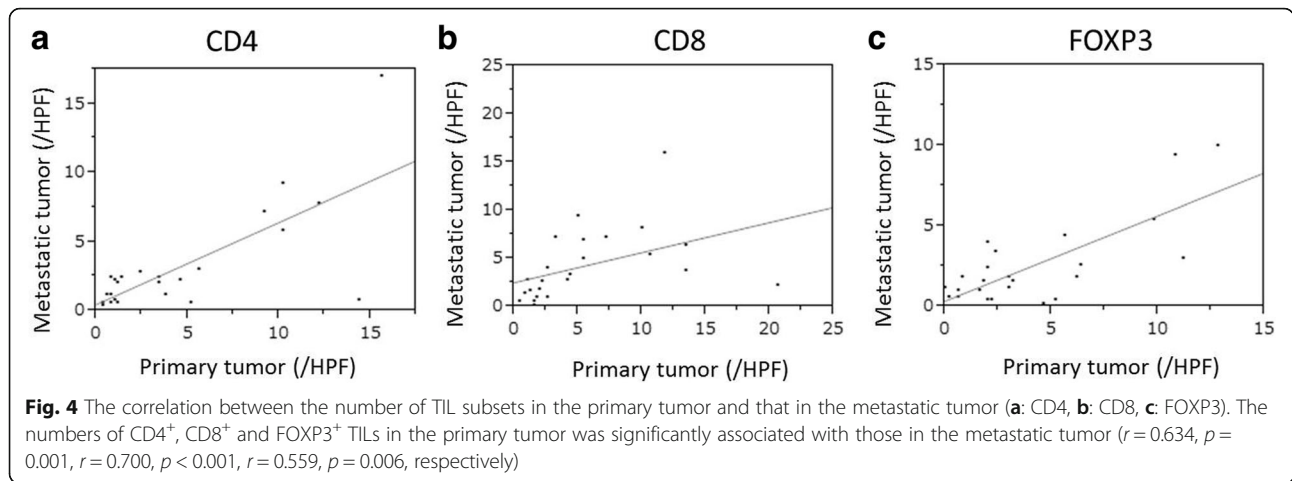 a CD4
Metastatic tumor (/HPF)
15
10
5
0
0 5 10 15
Primary tumor (/HPF)
b CD8
Metastatic tumor (/HPF)
25
20
15
10
5
0
0 5 10 15 20 25
Primary tumor (/HPF)
c FOXP3
Metastatic tumor (/HPF)
15
10
5
0
0 5 10 15
Primary tumor (/HPF)
Fig. 4 The correlation between the number of TIL subsets in the primary tumor and that in the metastatic tumor (a: CD4, b: CD8, c: FOXP3). The
numbers of CD4⁺, CD8⁺ and FOXP3⁺ TILs in the primary tumor was significantly associated with those in the metastatic tumor (r = 0.634, p =
0.001, r = 0.700, p < 0.001, r = 0.559, p = 0.006, respectively)